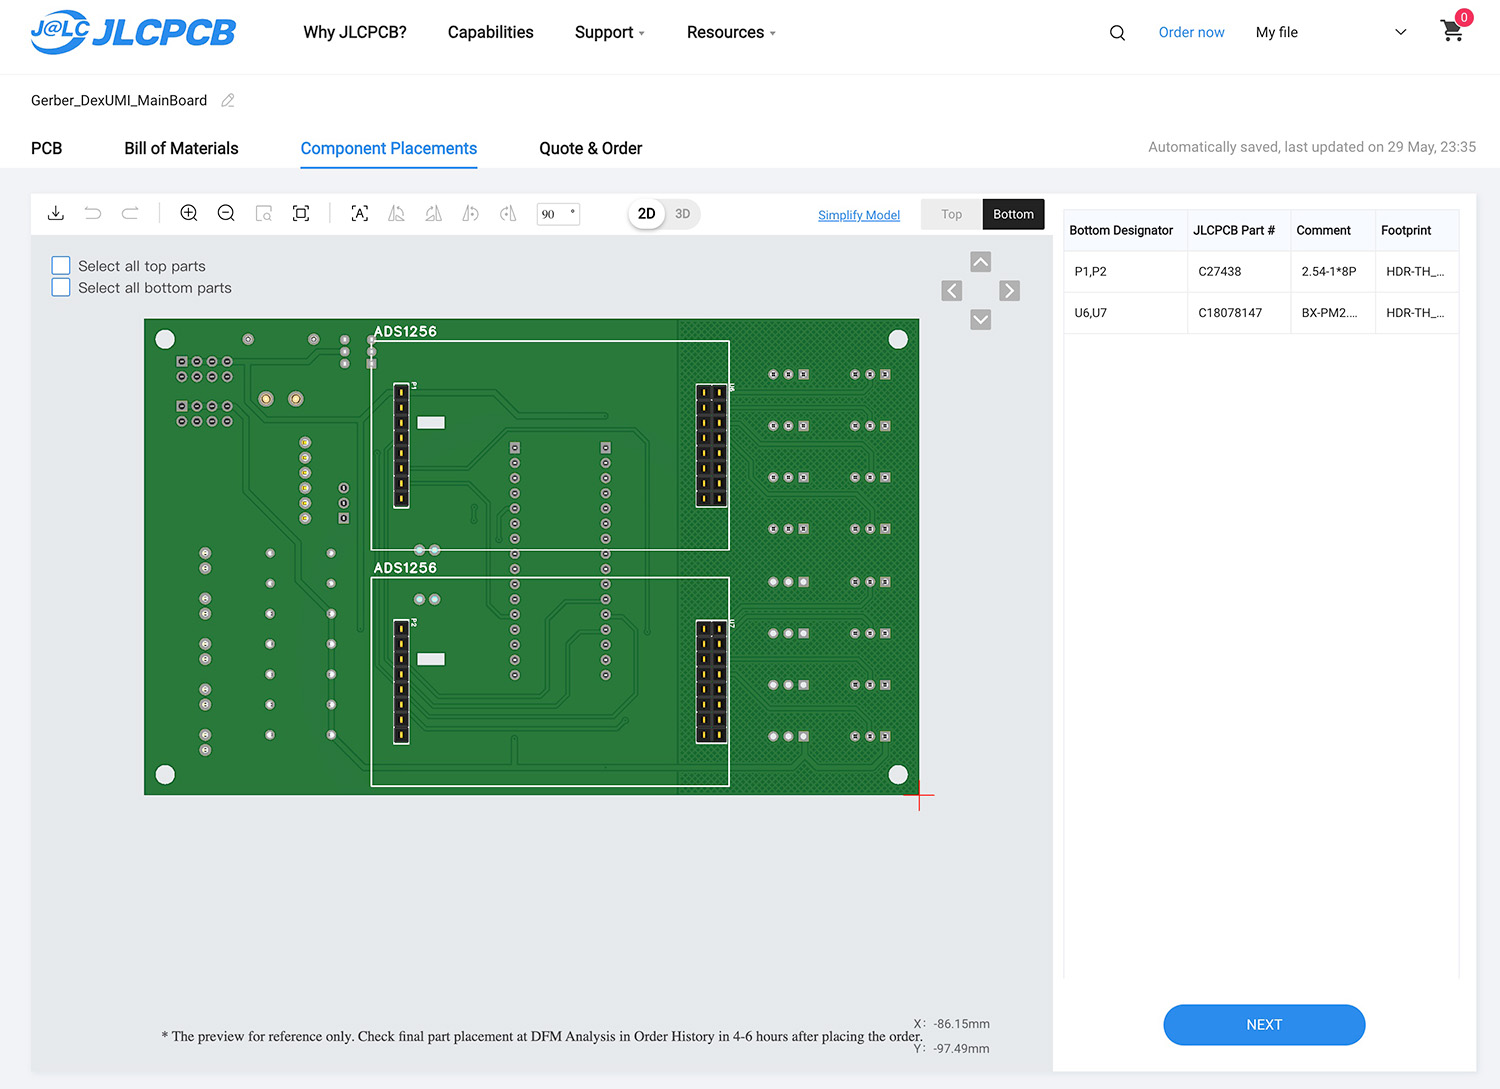 J@LC JLCPCB
Why JLCPCB?
Capabilities
Support
Resources
Order now
My file
0
Gerber_DexUMI_MainBoard
PCB
Bill of Materials
Component Placements
Quote & Order
Automatically saved, last updated on 29 May, 23:35
A
90 °
2D
3D
Simplify Model
Top
Bottom
Select all top parts
Select all bottom parts
ADS1256
P1
U6
ADS1256
P2
U7
Bottom Designator JLCPCB Part # Comment Footprint
P1,P2 C27438 2.54-1*8P HDR-TH_...
U6,U7 C18078147 BX-PM2.... HDR-TH_...
X: -86.15mm
* The preview for reference only. Check final part placement at DFM Analysis in Order History in 4-6 hours after placing the order.
Y: -97.49mm
NEXT